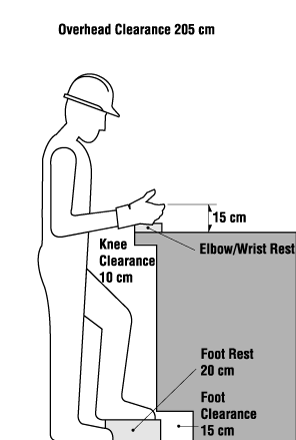 Overhead Clearance 205 cm
15 cm
Elbow/Wrist Rest
Knee
Clearance
10 cm
Foot Rest
20 cm
Foot
Clearance
15 cm